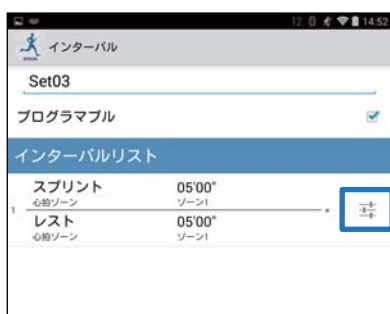 12 14:52
EPSON インターバル
Set03
プログラマブル
インターバルリスト
スプリント 05'00"
心拍ゾーン ゾーン1
1 ×
レスト 05'00"
心拍ゾーン ゾーン1